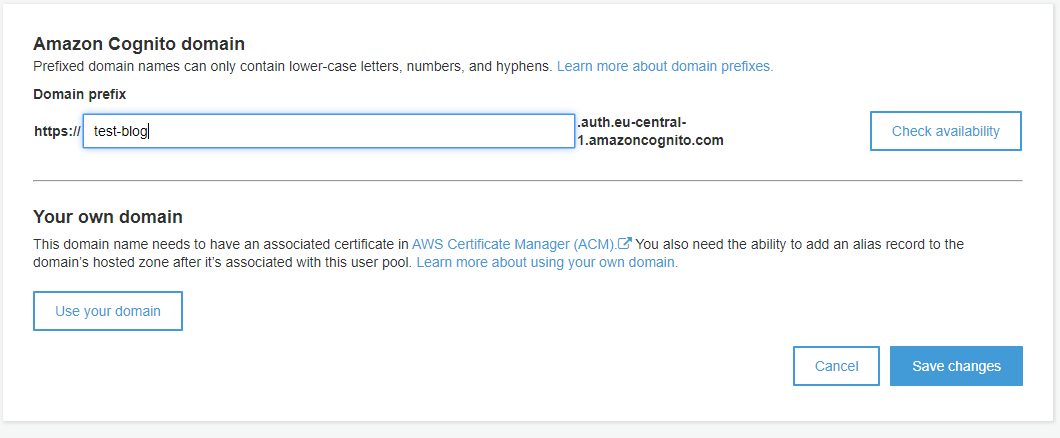 Amazon Cognito domain
Prefixed domain names can only contain lower-case letters, numbers, and hyphens. Learn more about domain prefixes.
Domain prefix
https:// test-blog .auth.eu-central-
1.amazoncognito.com
Check availability
Your own domain
This domain name needs to have an associated certificate in AWS Certificate Manager (ACM). You also need the ability to add an alias record to the
domain’s hosted zone after it’s associated with this user pool. Learn more about using your own domain.
Use your domain
Cancel Save changes